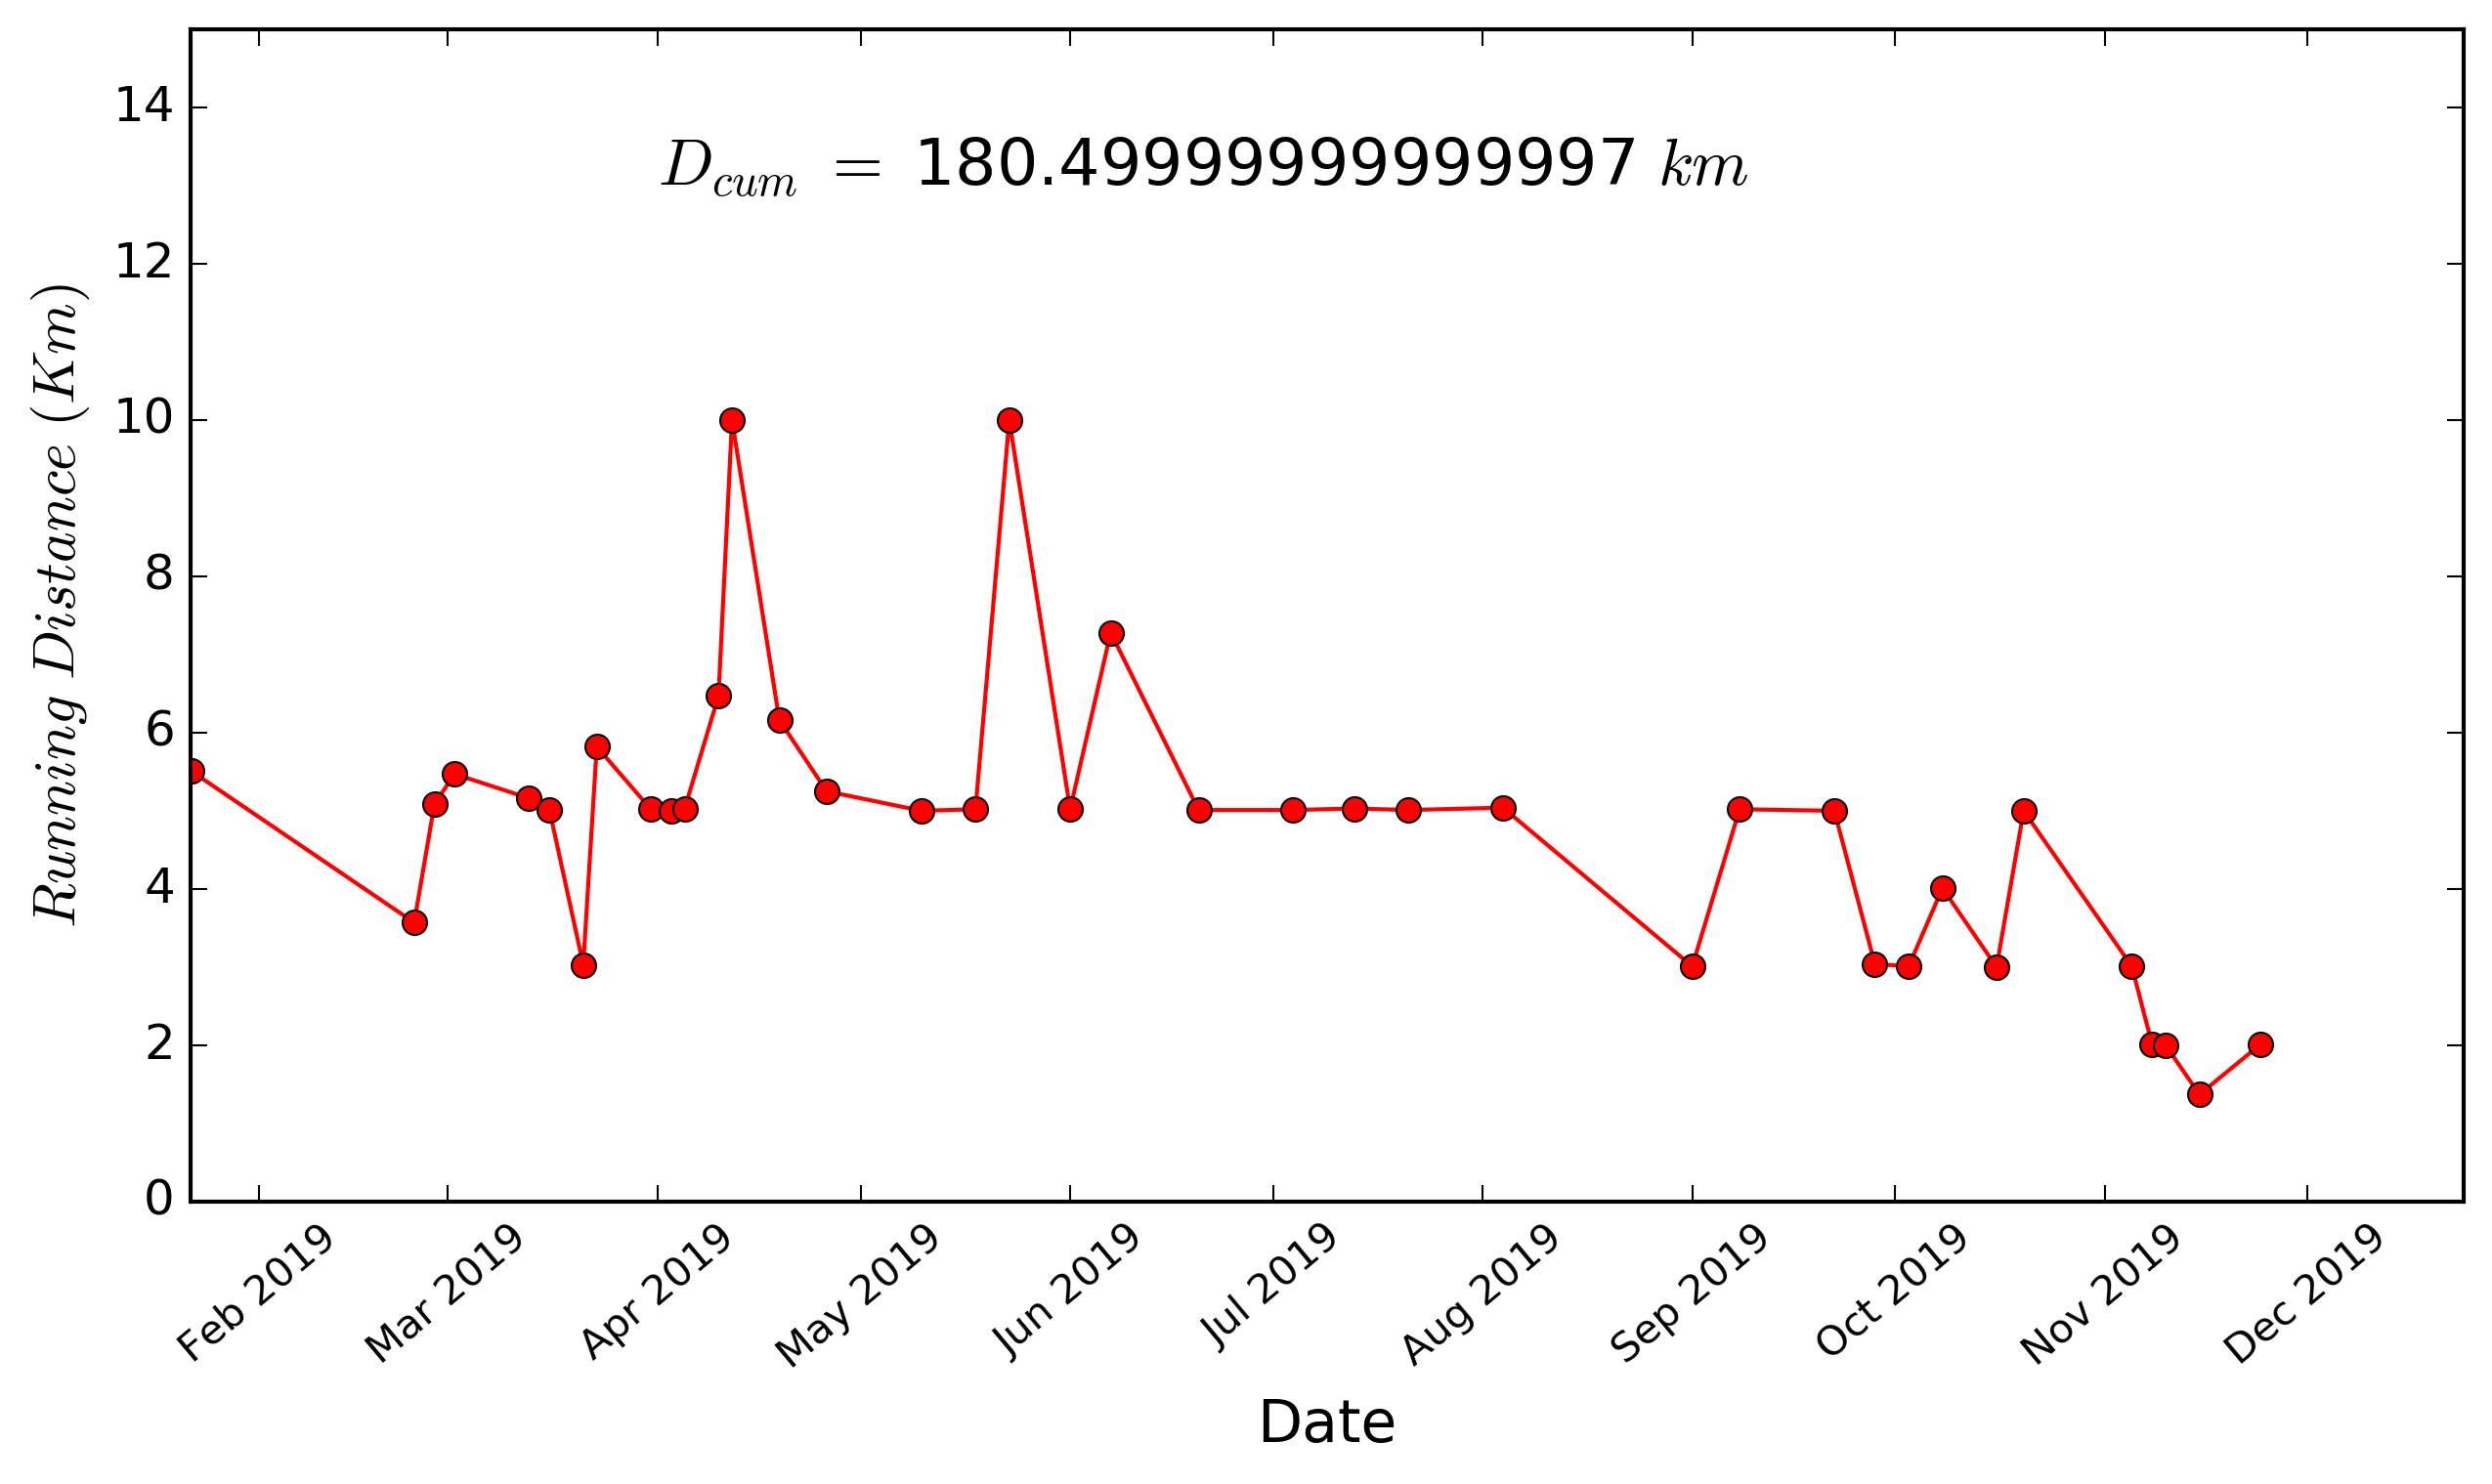 14
12
10
8
6
4
2
0
Running Distance (Km)
D_cum = 180.49999999999997 km
Feb 2019
Mar 2019
Apr 2019
May 2019
Jun 2019
Jul 2019
Aug 2019
Sep 2019
Oct 2019
Nov 2019
Dec 2019
Date